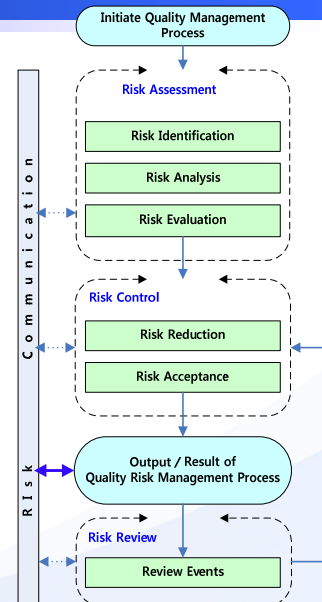 Initiate Quality Management
Process
Risk Assessment
Risk Identification
Risk Analysis
Risk Evaluation
Risk Control
Risk Reduction
Risk Acceptance
Output / Result of
Quality Risk Management Process
Risk Review
Review Events
RIsk Communication